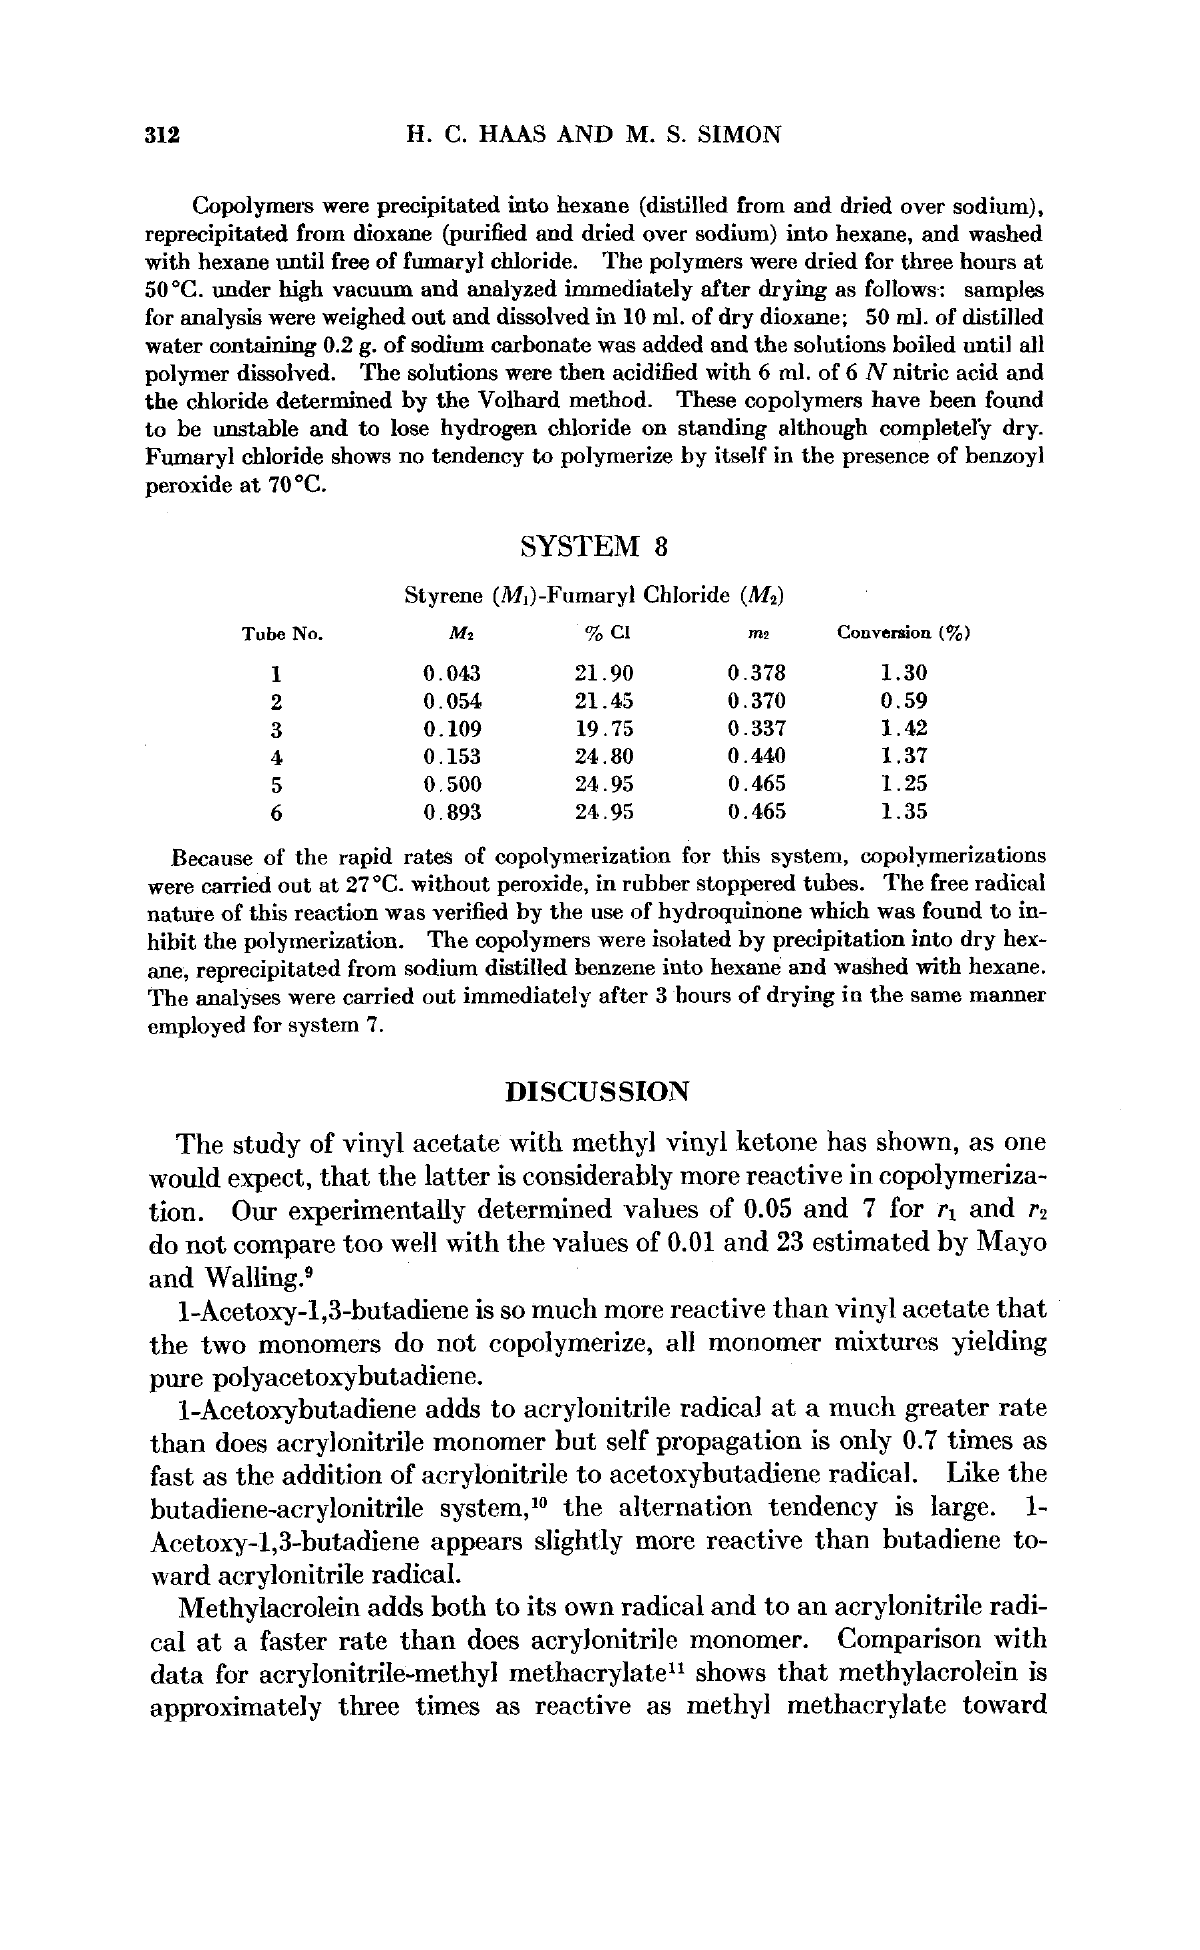 312 H. C. HAAS AND M. S. SIMON
Copolymers were precipitated into hexane (distilled from and dried over sodium),
reprecipitated from dioxane (purified and dried over sodium) into hexane, and washed
with hexane until free of fumaryl chloride. The polymers were dried for three hours at
50°C. under high vacuum and analyzed immediately after drying as follows: samples
for analysis were weighed out and dissolved in 10 ml. of dry dioxane; 50 ml. of distilled
water containing 0.2 g. of sodium carbonate was added and the solutions boiled until all
polymer dissolved. The solutions were then acidified with 6 ml. of 6 N nitric acid and
the chloride determined by the Volhard method. These copolymers have been found
to be unstable and to lose hydrogen chloride on standing although completely dry.
Fumaryl chloride shows no tendency to polymerize by itself in the presence of benzoyl
peroxide at 70°C.
SYSTEM 8
Styrene (M₁)-Fumaryl Chloride (M₂)
Tube No. M₂ % Cl m₂ Conversion (%)
1 0.043 21.90 0.378 1.30
2 0.054 21.45 0.370 0.59
3 0.109 19.75 0.337 1.42
4 0.153 24.80 0.440 1.37
5 0.500 24.95 0.465 1.25
6 0.893 24.95 0.465 1.35
Because of the rapid rates of copolymerization for this system, copolymerizations
were carried out at 27°C. without peroxide, in rubber stoppered tubes. The free radical
nature of this reaction was verified by the use of hydroquinone which was found to in-
hibit the polymerization. The copolymers were isolated by precipitation into dry hex-
ane, reprecipitated from sodium distilled benzene into hexane and washed with hexane.
The analyses were carried out immediately after 3 hours of drying in the same manner
employed for system 7.
DISCUSSION
The study of vinyl acetate with methyl vinyl ketone has shown, as one
would expect, that the latter is considerably more reactive in copolymeriza-
tion. Our experimentally determined values of 0.05 and 7 for r₁ and r₂
do not compare too well with the values of 0.01 and 23 estimated by Mayo
and Walling.⁹
1-Acetoxy-1,3-butadiene is so much more reactive than vinyl acetate that
the two monomers do not copolymerize, all monomer mixtures yielding
pure polyacetoxybutadiene.
1-Acetoxybutadiene adds to acrylonitrile radical at a much greater rate
than does acrylonitrile monomer but self propagation is only 0.7 times as
fast as the addition of acrylonitrile to acetoxybutadiene radical. Like the
butadiene-acrylonitrile system,¹⁰ the alternation tendency is large. 1-
Acetoxy-1,3-butadiene appears slightly more reactive than butadiene to-
ward acrylonitrile radical.
Methylacrolein adds both to its own radical and to an acrylonitrile radi-
cal at a faster rate than does acrylonitrile monomer. Comparison with
data for acrylonitrile-methyl methacrylate¹¹ shows that methylacrolein is
approximately three times as reactive as methyl methacrylate toward